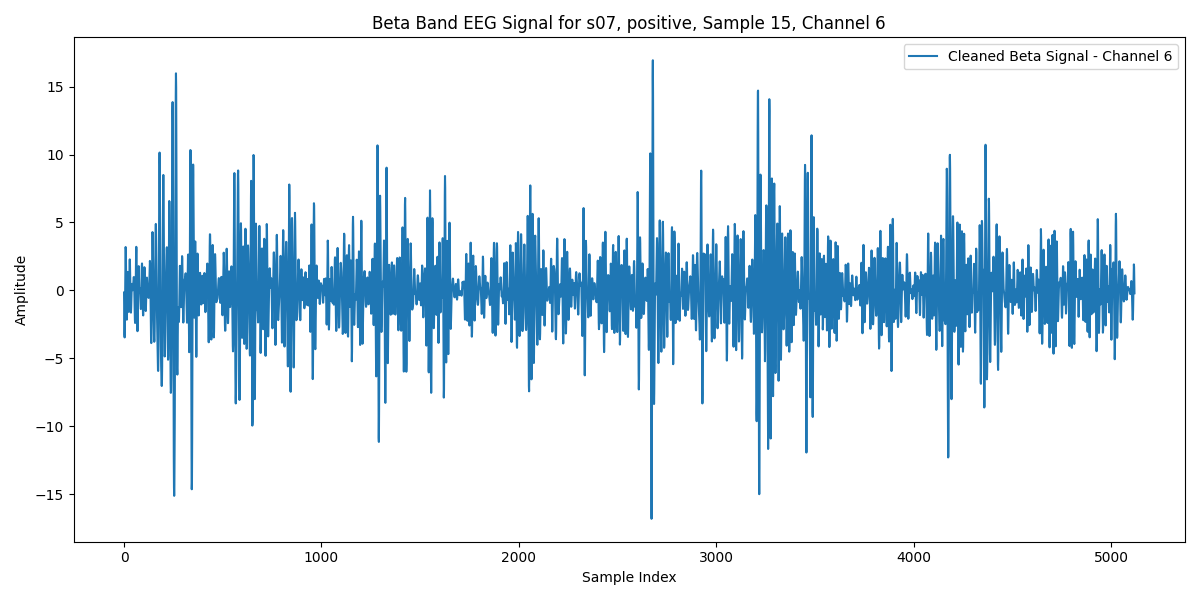 Beta Band EEG Signal for s07, positive, Sample 15, Channel 6
Cleaned Beta Signal - Channel 6
Amplitude
15
10
5
0
−5
−10
−15
0 1000 2000 3000 4000 5000
Sample Index